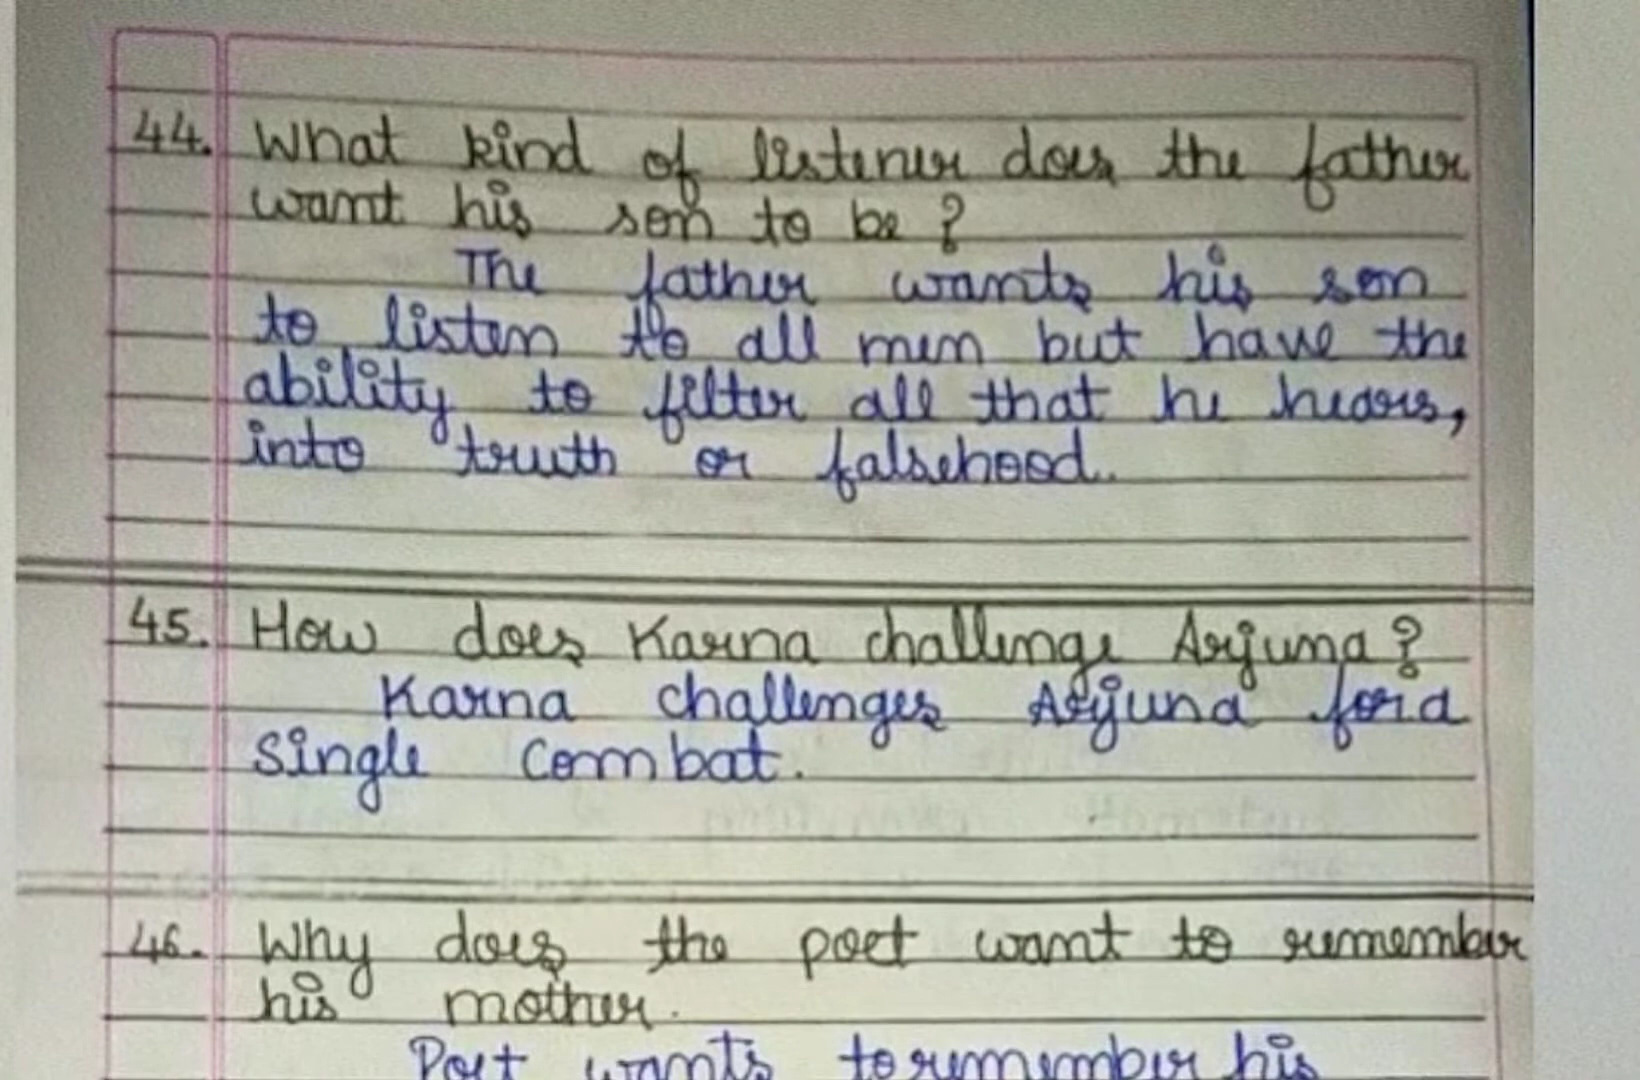 44. What kind of listener does the father
want his son to be?
The father wants his son
to listen to all men but have the
ability to filter all that he hears,
into truth or falsehood.
45. How does Karna challenge Arjuna?
Karna challenges Arjuna for a
single combat.
46. Why does the poet want to remember
his mother.
Poet wants to remember his